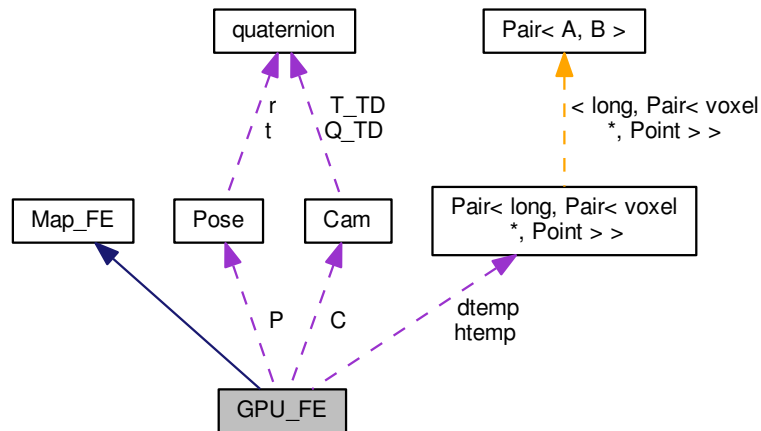 quaternion
Pair< A, B >
r
t
T_TD
Q_TD
< long, Pair< voxel
*, Point > >
Map_FE
Pose
Cam
Pair< long, Pair< voxel
*, Point > >
P
C
dtemp
htemp
GPU_FE